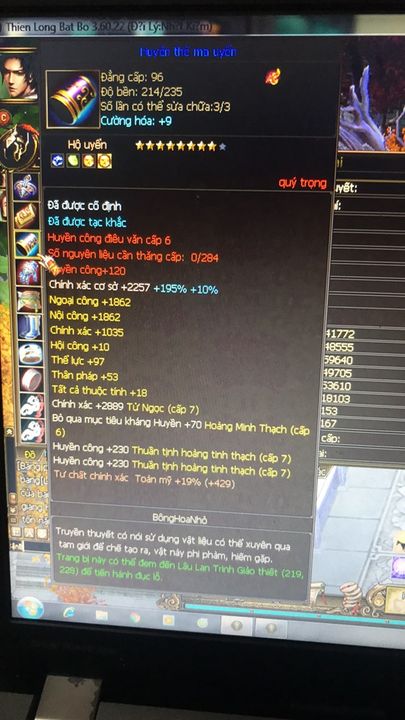 Thien Long Bat Bo 3.60.22 (Đ?i Lý-Nh?t Ki?m)
Huyền thế ma uyển
Đẳng cấp: 96
Độ bền: 214/235
Số lần có thể sửa chữa:3/3
Cường hóa: +9
Hộ uyển
quý trọng
Đã được cố định
Đã được tạc khắc
Huyền công điêu văn cấp 6
Số nguyên liệu cần thăng cấp: 0/284
Huyền công+120
Chính xác cơ sở +2257 +195% +10%
Ngoại công +1862
Nội công +1862
Chính xác +1035
Hội công +10
Thể lực +97
Thân pháp +53
Tất cả thuộc tính +18
Chính xác +2889 Tử Ngọc (cấp 7)
Bỏ qua mục tiêu kháng Huyền +70 Hoàng Minh Thạch (cấp
6)
Huyền công +230 Thuần tịnh hoàng tinh thạch (cấp 7)
Huyền công +230 Thuần tịnh hoàng tinh thạch (cấp 7)
Tư chất chính xác Toàn mỹ +19% (+429)
BôngHoaNhỏ
Truyền thuyết có nói sử dụng vật liệu có thể xuyên qua
tam giới để chế tạo ra, vật này phi phàm, hiếm gặp.
Trang bị này có thể đem đến Lâu Lan Trình Giảo thiết (219,
228) để tiến hành đục lỗ.
uyết:
41772
48555
59640
49705
53610
18103
153
167
cấp: